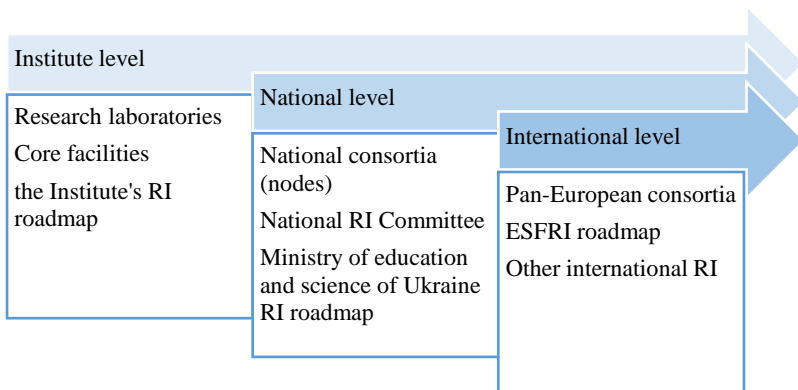 Institute level
Research laboratories
Core facilities
the Institute's RI
roadmap
National level
National consortia
(nodes)
National RI Committee
Ministry of education
and science of Ukraine
RI roadmap
International level
Pan-European consortia
ESFRI roadmap
Other international RI